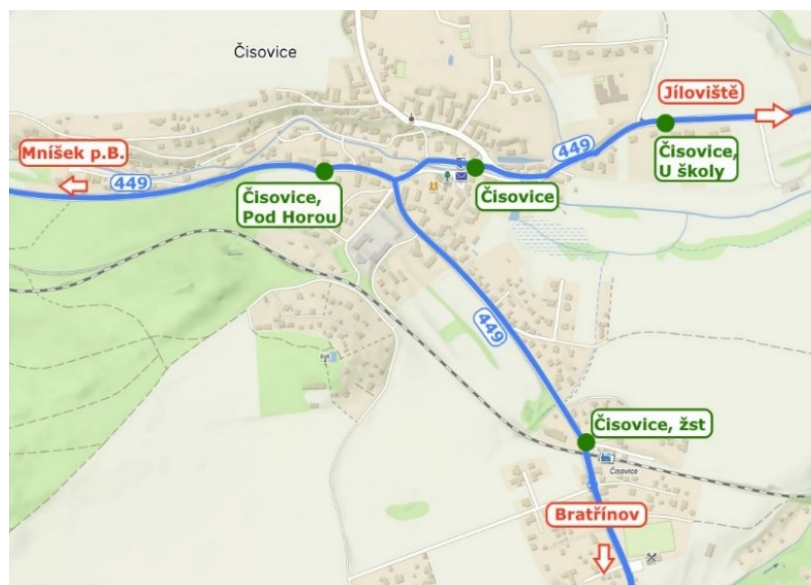 Čisovice
Jíloviště
Mníšek p.B.
449
449
Čisovice,
Pod Horou
Čisovice
Čisovice,
U školy
449
Čisovice, žst
Čisovice
Bratřínov